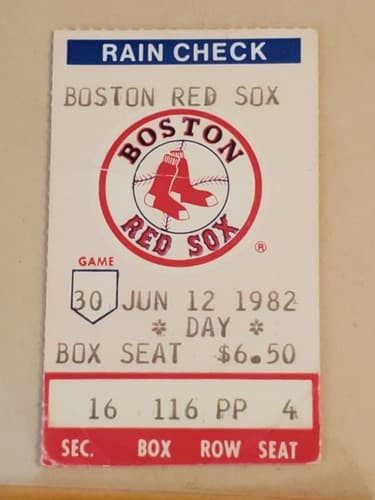 RAIN CHECK
BOSTON RED SOX
BOSTON
RED SOX
®
GAME
30 JUN 12 1982
* DAY *
BOX SEAT $6.50
16 116 PP 4
SEC. BOX ROW SEAT